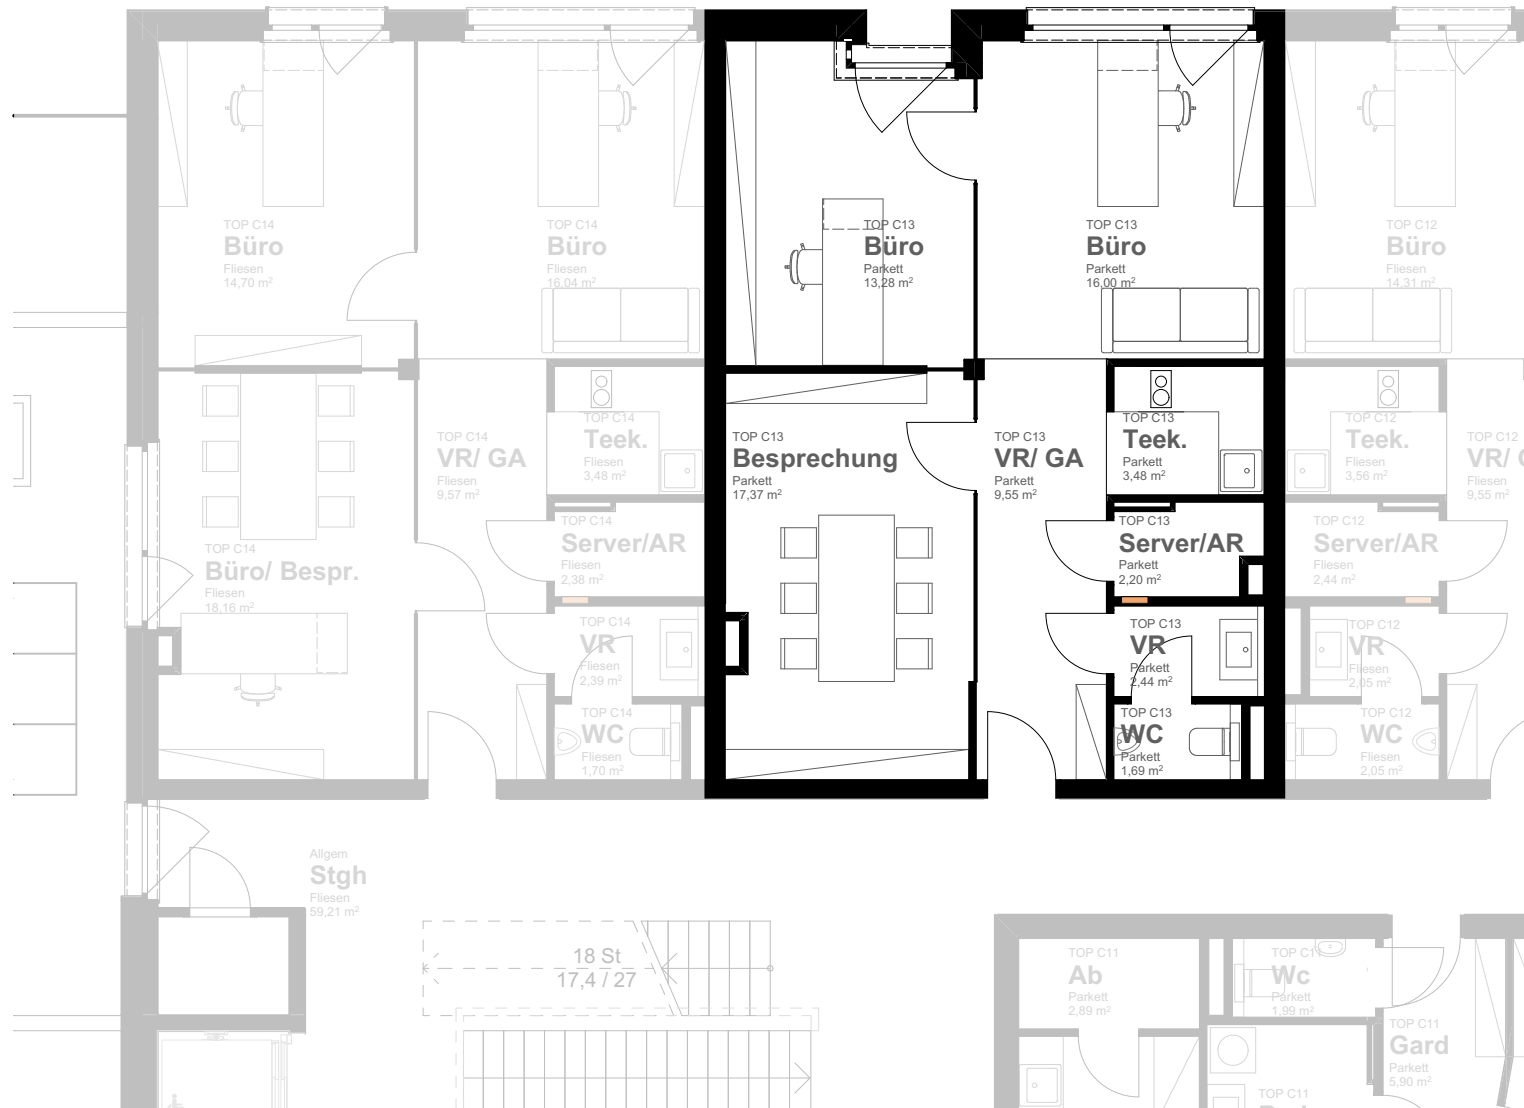 TOP C14
Büro
Fliesen
14,70 m²
TOP C14
Büro
Fliesen
16,04 m²
TOP C13
Büro
Parkett
13,28 m²
TOP C13
Büro
Parkett
16,00 m²
TOP C12
Büro
Fliesen
14,31 m²
TOP C14
VR/ GA
Fliesen
9,57 m²
TOP C14
Teek.
Fliesen
3,48 m²
TOP C13
Besprechung
Parkett
17,37 m²
TOP C13
VR/ GA
Parkett
9,55 m²
TOP C13
Teek.
Parkett
3,48 m²
TOP C12
Teek.
Fliesen
3,56 m²
TOP C12
VR/
Fliesen
9,55 m²
TOP C14
Büro/ Bespr.
Fliesen
18,16 m²
TOP C14
Server/AR
Fliesen
2,38 m²
TOP C13
Server/AR
Parkett
2,20 m²
TOP C12
Server/AR
Fliesen
2,44 m²
TOP C14
VR
Fliesen
2,39 m²
TOP C13
VR
Parkett
2,44 m²
TOP C12
VR
Fliesen
2,05 m²
TOP C14
WC
Fliesen
1,70 m²
TOP C13
WC
Parkett
1,69 m²
TOP C12
WC
Fliesen
2,05 m²
Allgem
Stgh
Fliesen
59,21 m²
18 St
17,4 / 27
TOP C11
Ab
Parkett
2,89 m²
TOP C11
Wc
Parkett
1,99 m²
TOP C11
Gard
Parkett
5,90 m²
TOP C11